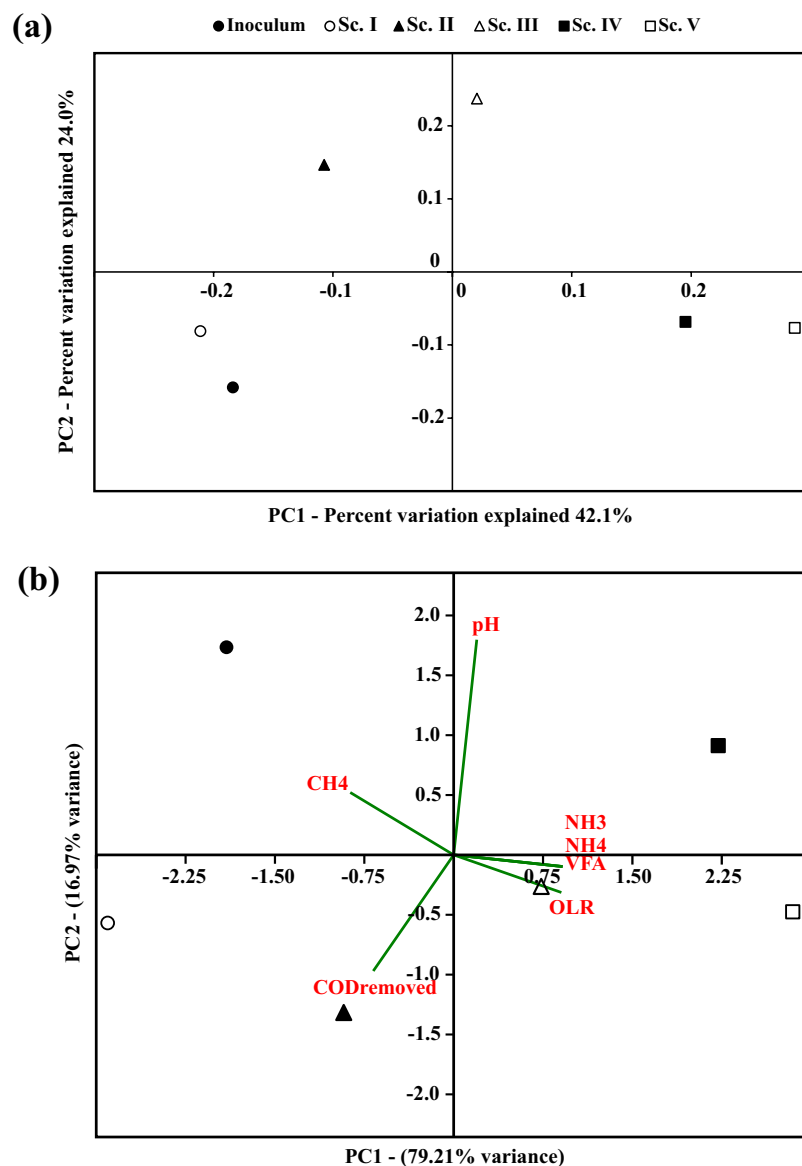 (a)
Inoculum Sc. I Sc. II Sc. III Sc. IV Sc. V
PC2 - Percent variation explained 24.0%
0.2
0.1
0
-0.2 -0.1 0 0.1 0.2
-0.1
-0.2
PC1 - Percent variation explained 42.1%
(b)
PC2 - (16.97% variance)
2.0
pH
1.5
1.0
CH4
0.5
NH3
NH4
VFA
-2.25 -1.50 -0.75 0.75 1.50 2.25
OLR
-0.5
CODremoved
-1.0
-1.5
-2.0
PC1 - (79.21% variance)